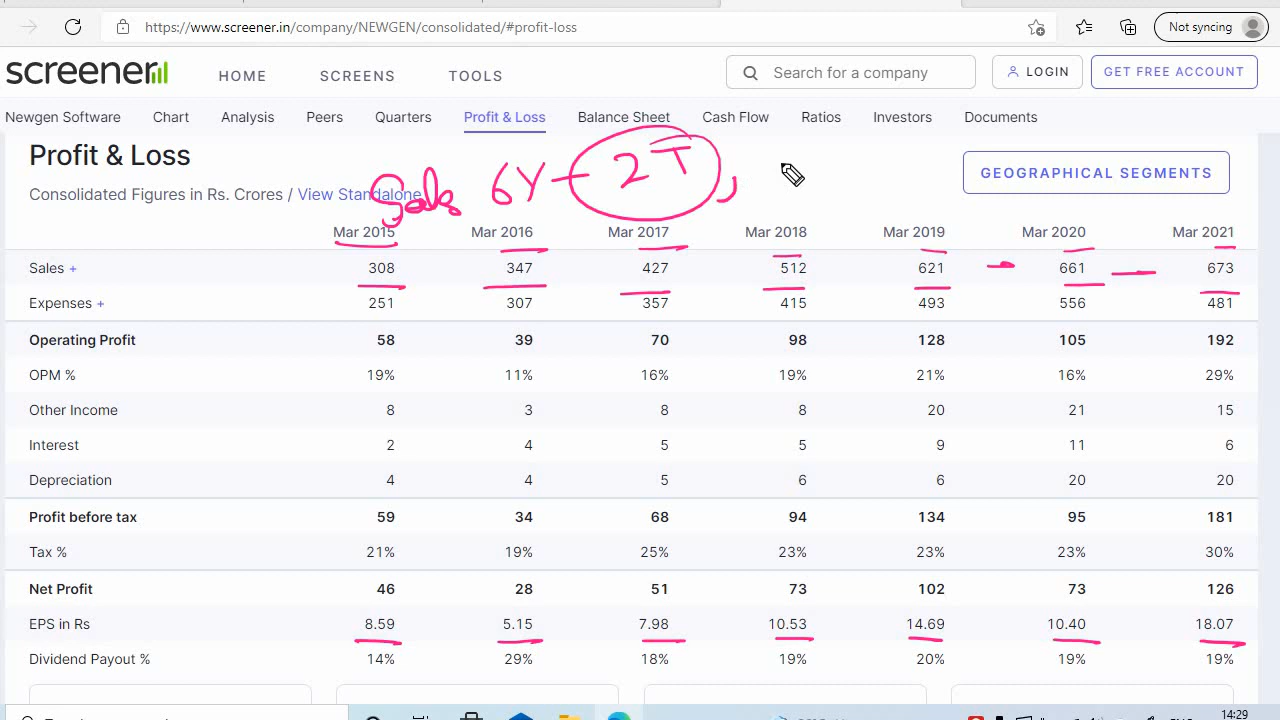 https://www.screener.in/company/NEWGEN/consolidated/#profit-loss
Not syncing
screener
HOME SCREENS TOOLS
Search for a company
LOGIN
GET FREE ACCOUNT
Newgen Software Chart Analysis Peers Quarters Profit & Loss Balance Sheet Cash Flow Ratios Investors Documents
Profit & Loss
Consolidated Figures in Rs. Crores / View Standalone
GEOGRAPHICAL SEGMENTS
Sales 6Y - 2T,
Mar 2015 Mar 2016 Mar 2017 Mar 2018 Mar 2019 Mar 2020 Mar 2021
Sales + 308 347 427 512 621 661 673
Expenses + 251 307 357 415 493 556 481
Operating Profit 58 39 70 98 128 105 192
OPM % 19% 11% 16% 19% 21% 16% 29%
Other Income 8 3 8 8 20 21 15
Interest 2 4 5 5 9 11 6
Depreciation 4 4 5 6 6 20 20
Profit before tax 59 34 68 94 134 95 181
Tax % 21% 19% 25% 23% 23% 23% 30%
Net Profit 46 28 51 73 102 73 126
EPS in Rs 8.59 5.15 7.98 10.53 14.69 10.40 18.07
Dividend Payout % 14% 29% 18% 19% 20% 19% 19%
14:29